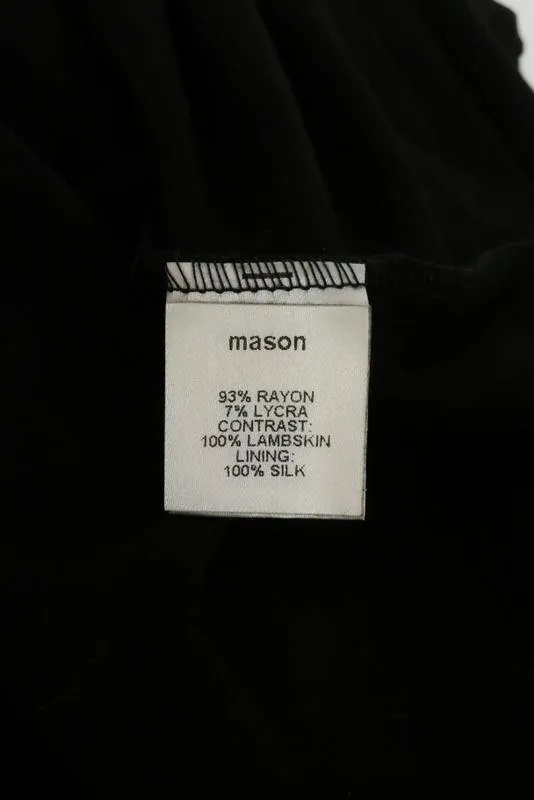 mason
93% RAYON
7% LYCRA
CONTRAST:
100% LAMBSKIN
LINING:
100% SILK